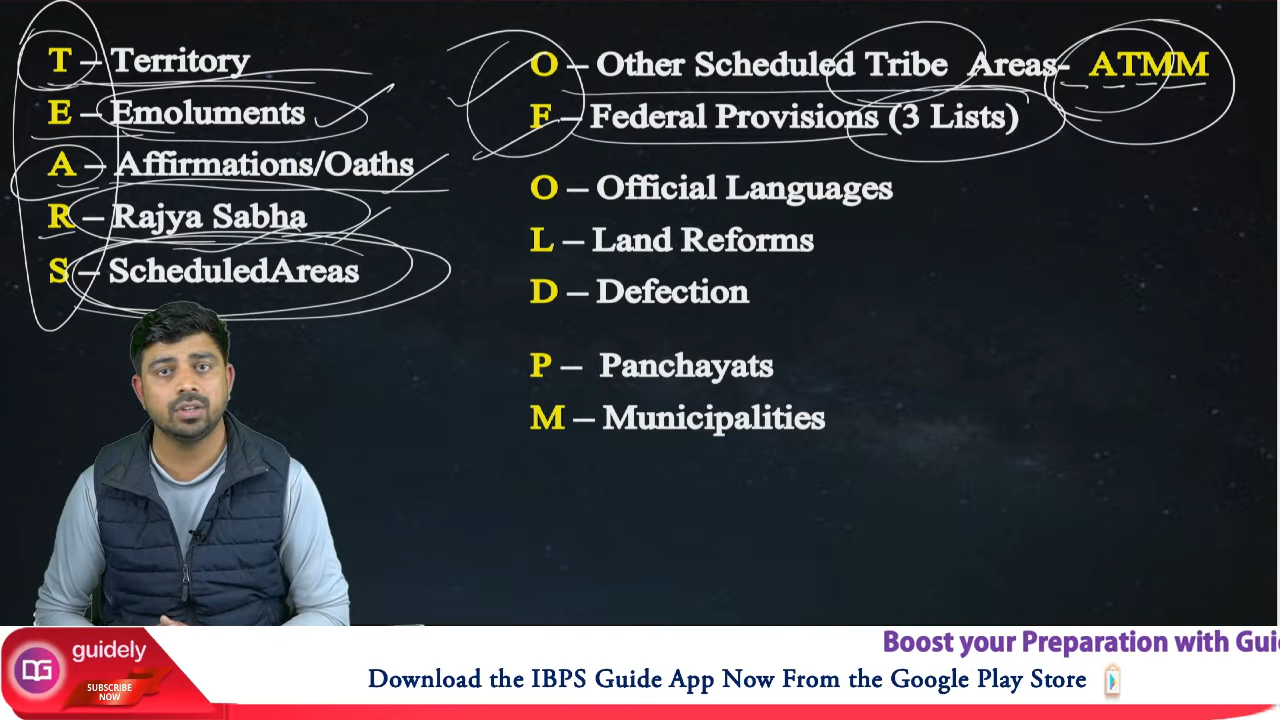 T – Territory
E – Emoluments
A – Affirmations/Oaths
R – Rajya Sabha
S – ScheduledAreas
O – Other Scheduled Tribe Areas- ATMM
F – Federal Provisions (3 Lists)
O – Official Languages
L – Land Reforms
D – Defection
P – Panchayats
M – Municipalities
guidely
SUBSCRIBE
NOW
Boost your Preparation with Gui
Download the IBPS Guide App Now From the Google Play Store